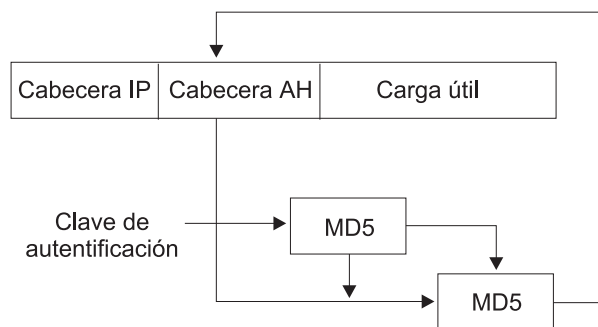 Cabecera IP
Cabecera AH
Carga útil
Clave de
autentificación
MD5
MD5